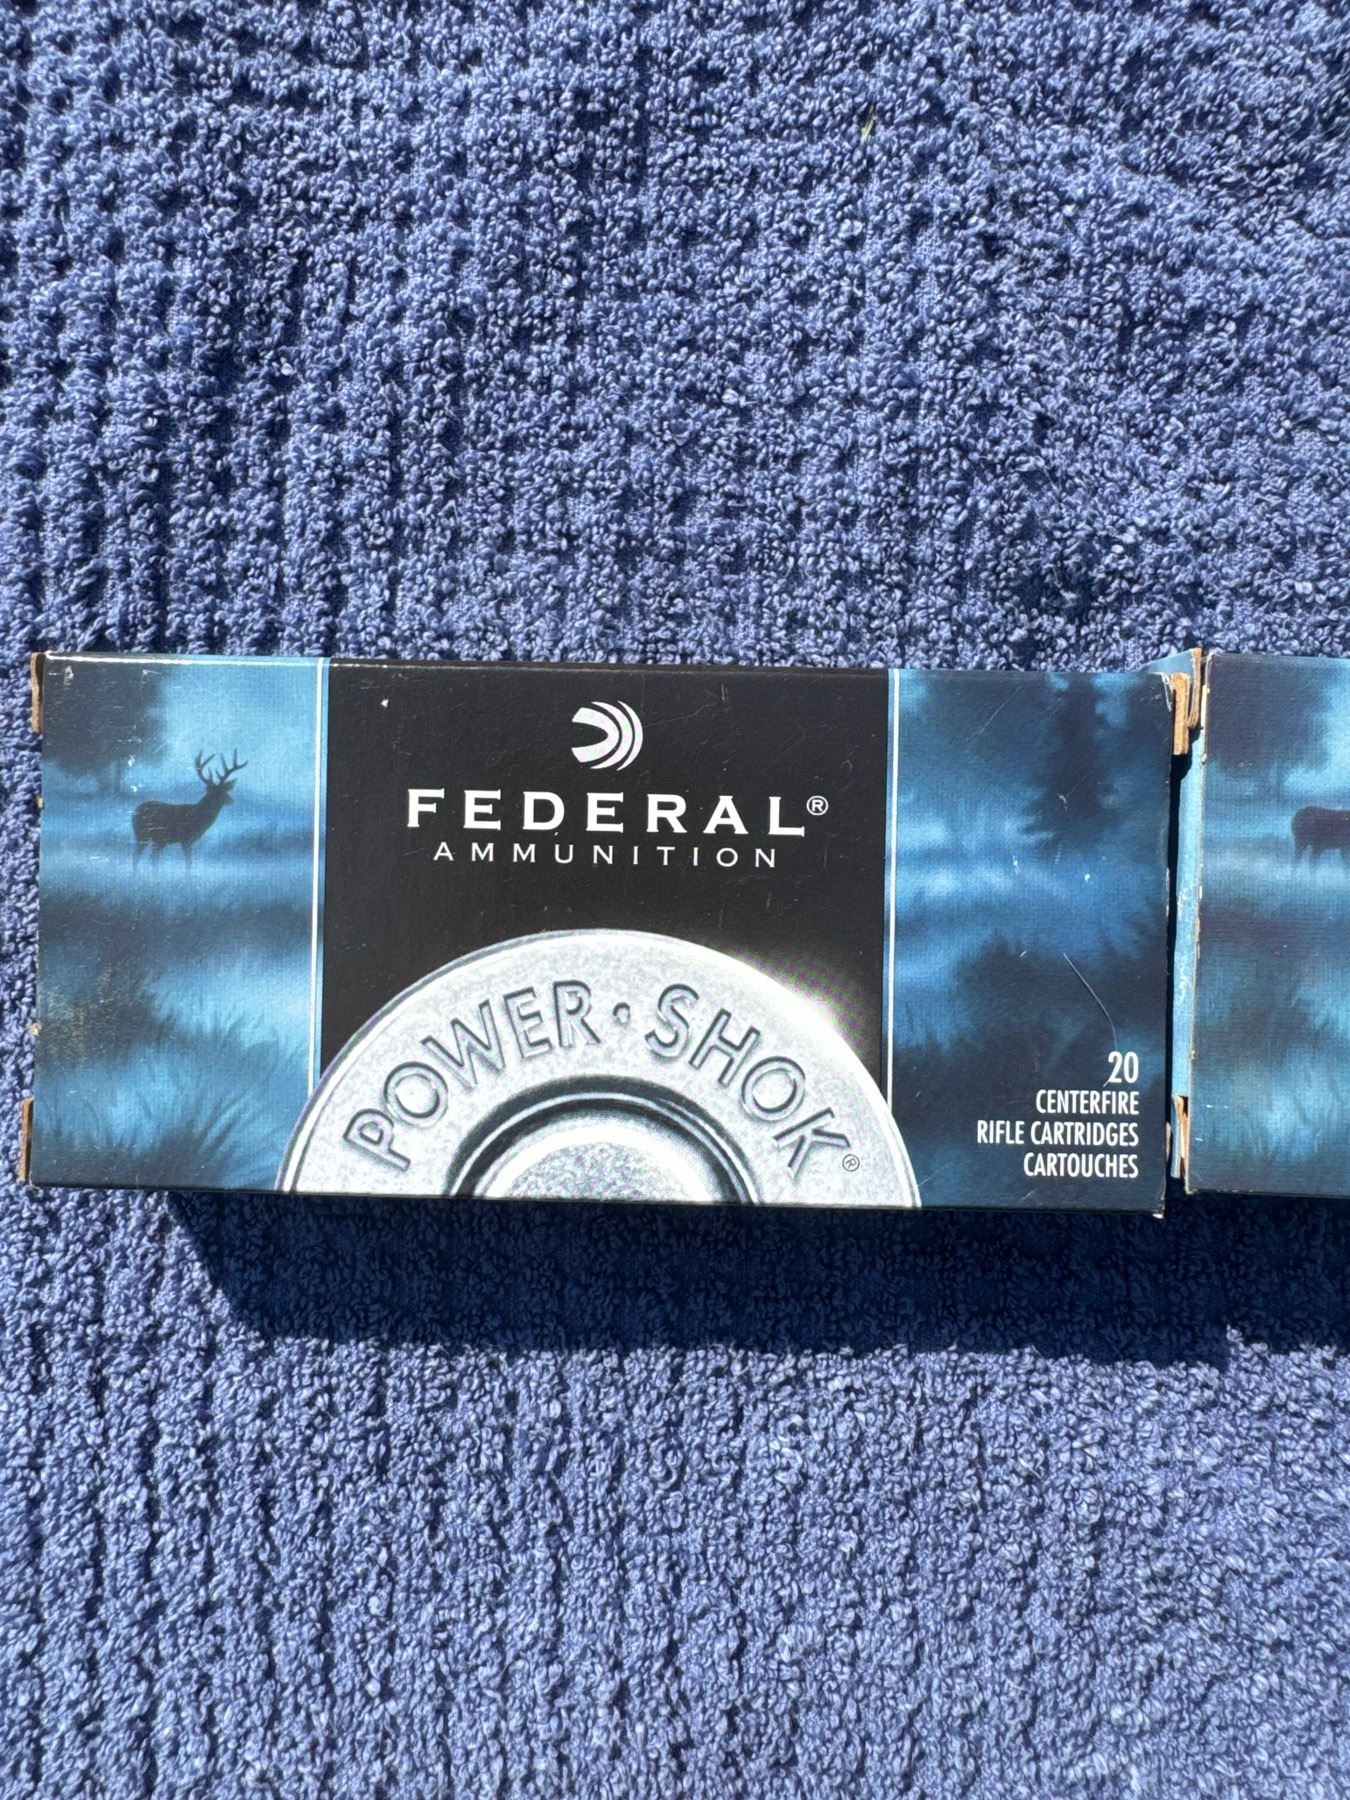 FEDERAL®
AMMUNITION
POWER·SHOK®
20
CENTERFIRE
RIFLE CARTRIDGES
CARTOUCHES